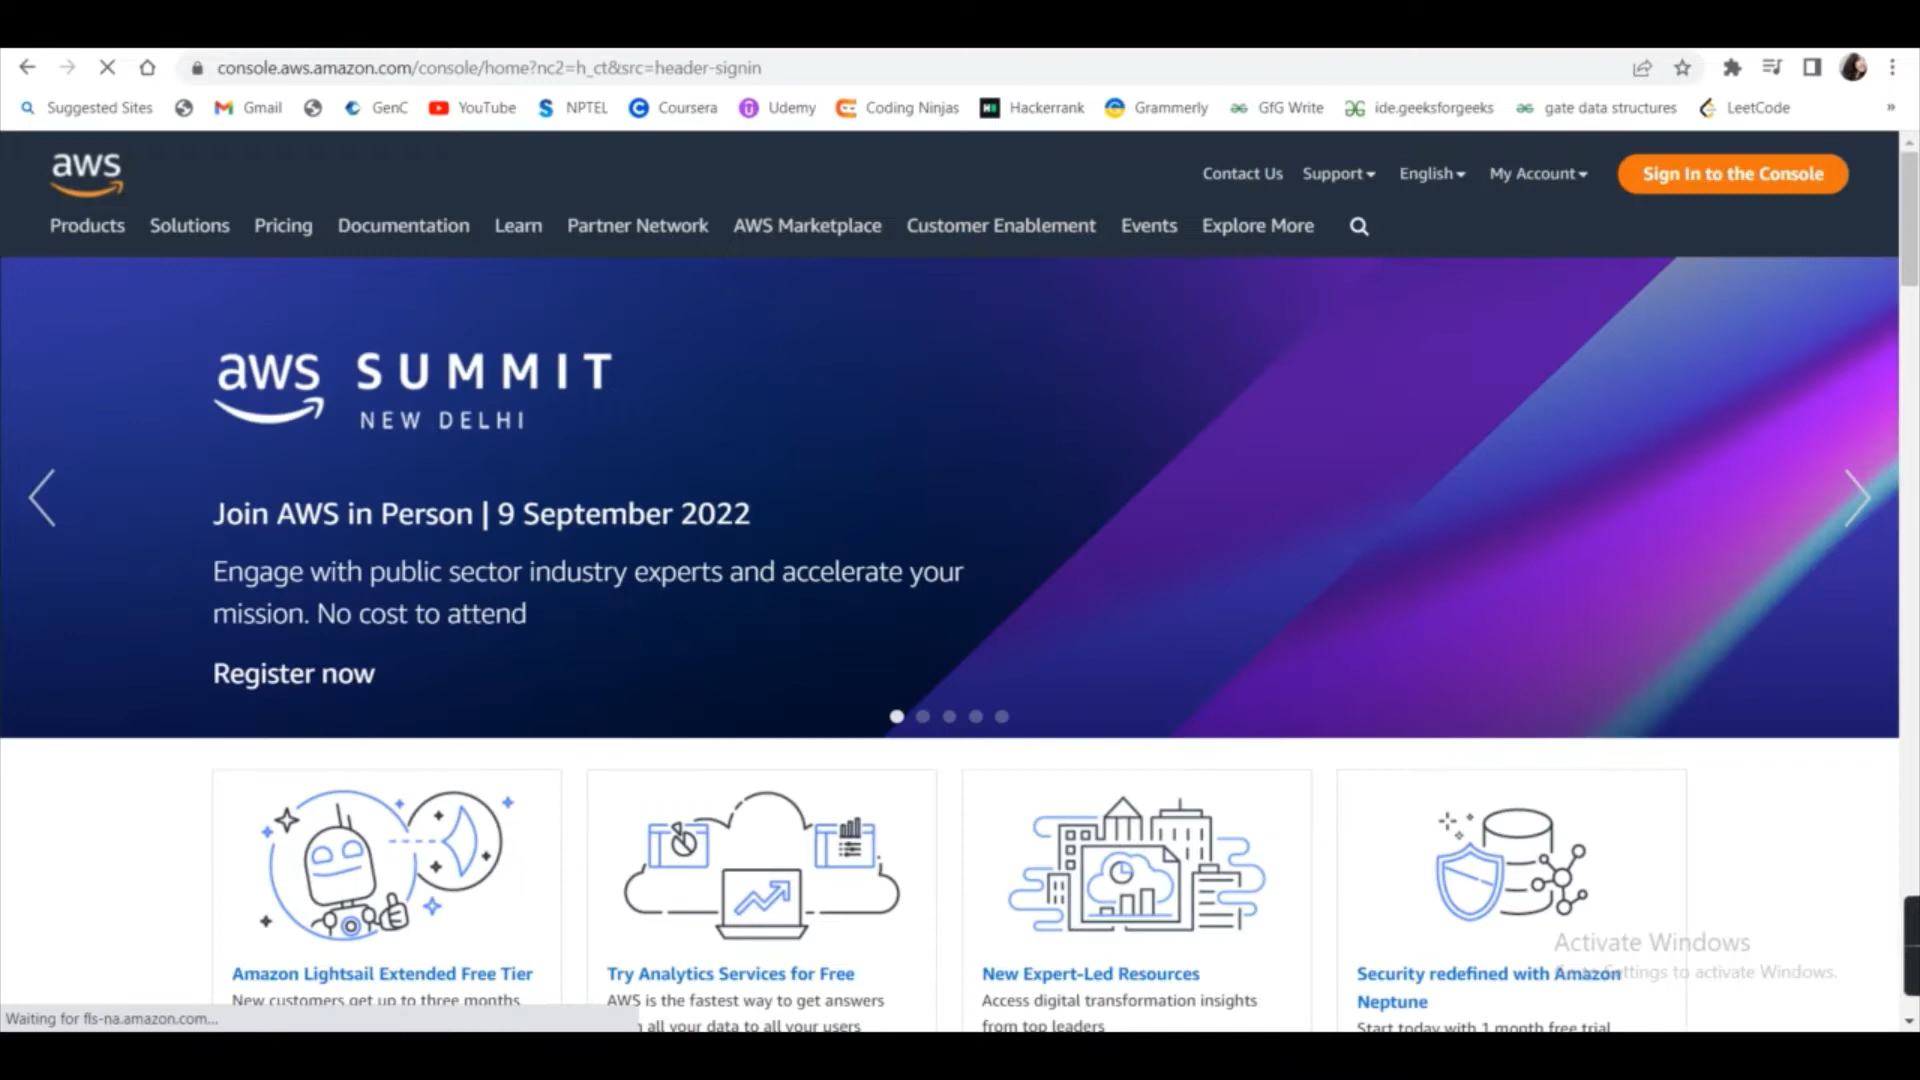 console.aws.amazon.com/console/home?nc2=h_ct&src=header-signin
Suggested Sites Gmail GenC YouTube NPTEL Coursera Udemy Coding Ninjas Hackerrank Grammerly GfG Write ide.geeksforgeeks gate data structures LeetCode »
aws
Contact Us Support English My Account Sign In to the Console
Products Solutions Pricing Documentation Learn Partner Network AWS Marketplace Customer Enablement Events Explore More
aws SUMMIT
NEW DELHI
Join AWS in Person | 9 September 2022
Engage with public sector industry experts and accelerate your
mission. No cost to attend
Register now
Amazon Lightsail Extended Free Tier
New customers get up to three months
Try Analytics Services for Free
AWS is the fastest way to get answers
all your data to all your users
New Expert-Led Resources
Access digital transformation insights
from top leaders
Security redefined with Amazon
Neptune
Start today with 1 month free trial
Activate Windows
Go to Settings to activate Windows.
Waiting for fls-na.amazon.com...